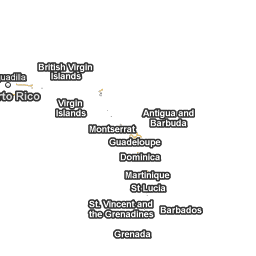 British Virgin
Islands
uadilla
rto Rico
Virgin
Islands
Antigua and
Barbuda
Montserrat
Guadeloupe
Dominica
Martinique
St Lucia
St. Vincent and
the Grenadines
Barbados
Grenada